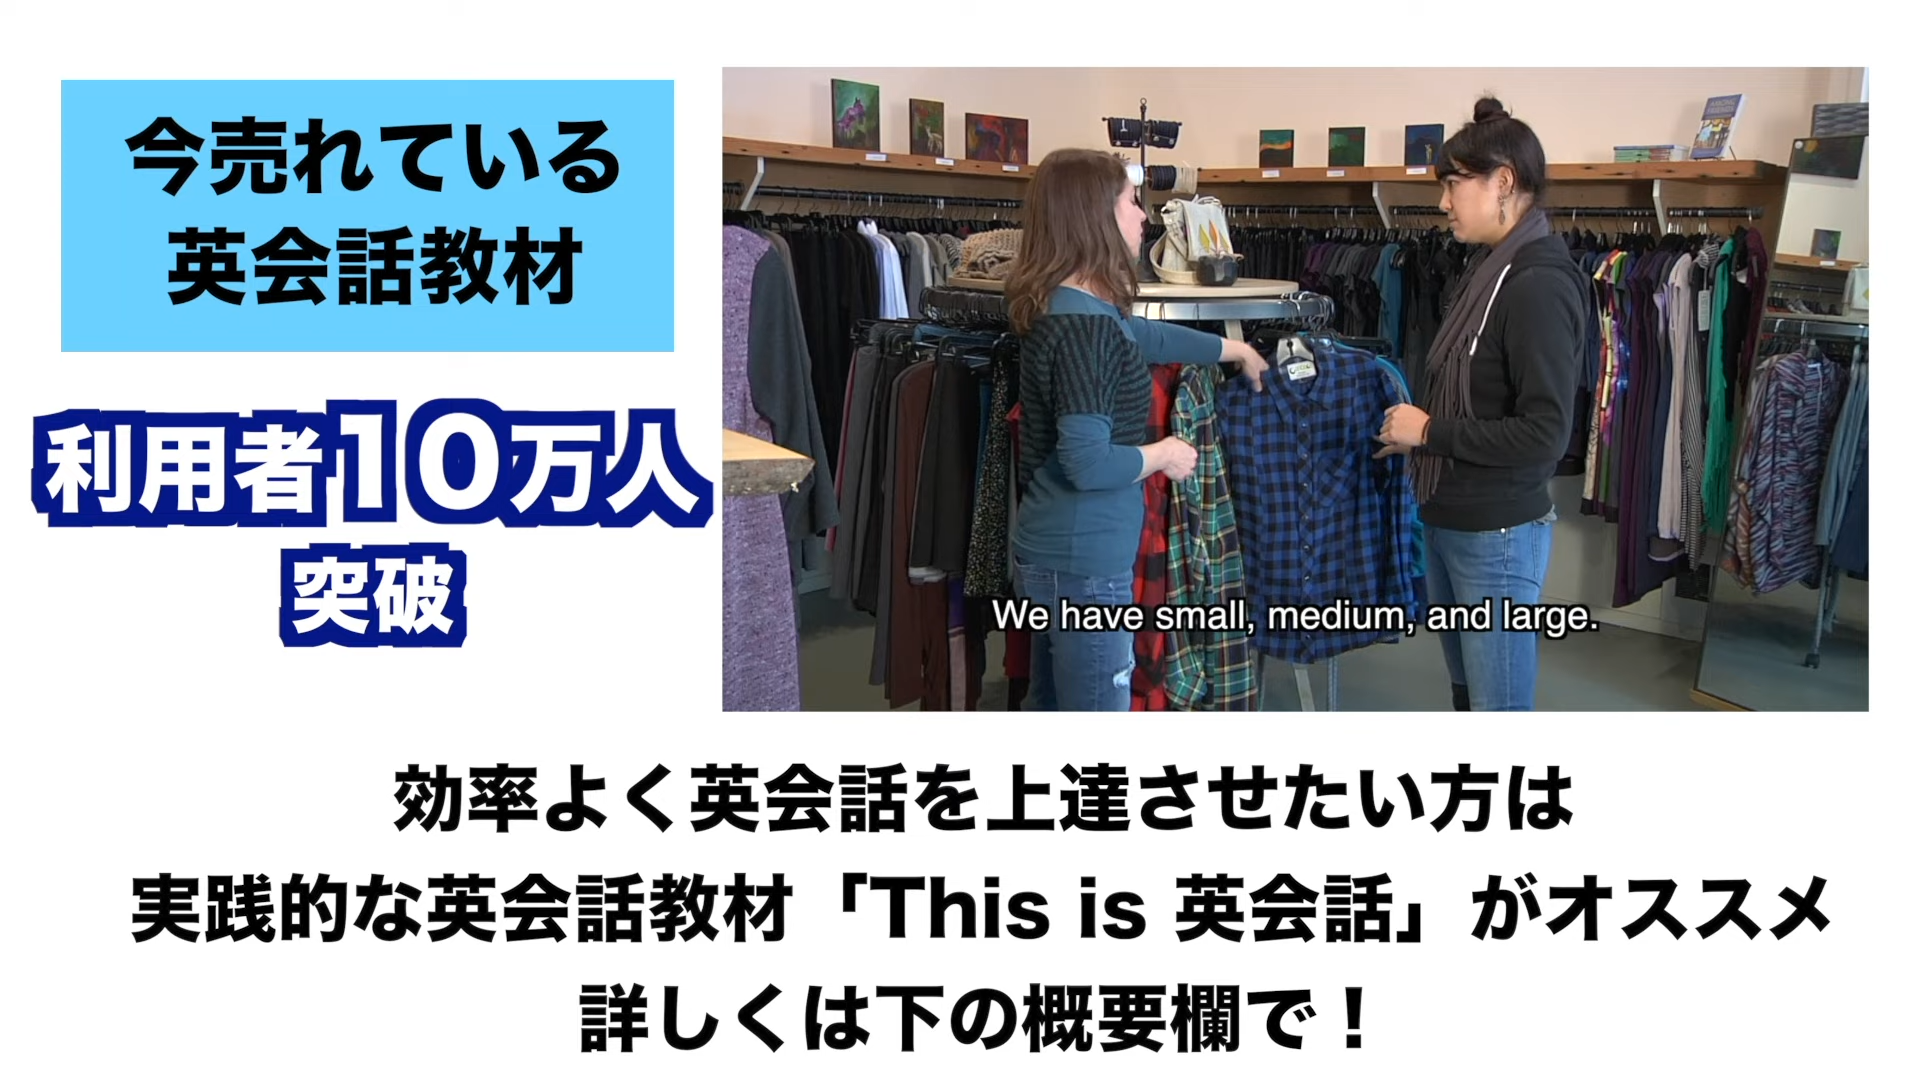 今売れている
英会話教材
利用者10万人
突破
We have small, medium, and large.
効率よく英会話を上達させたい方は
実践的な英会話教材「This is 英会話」がオススメ
詳しくは下の概要欄で！